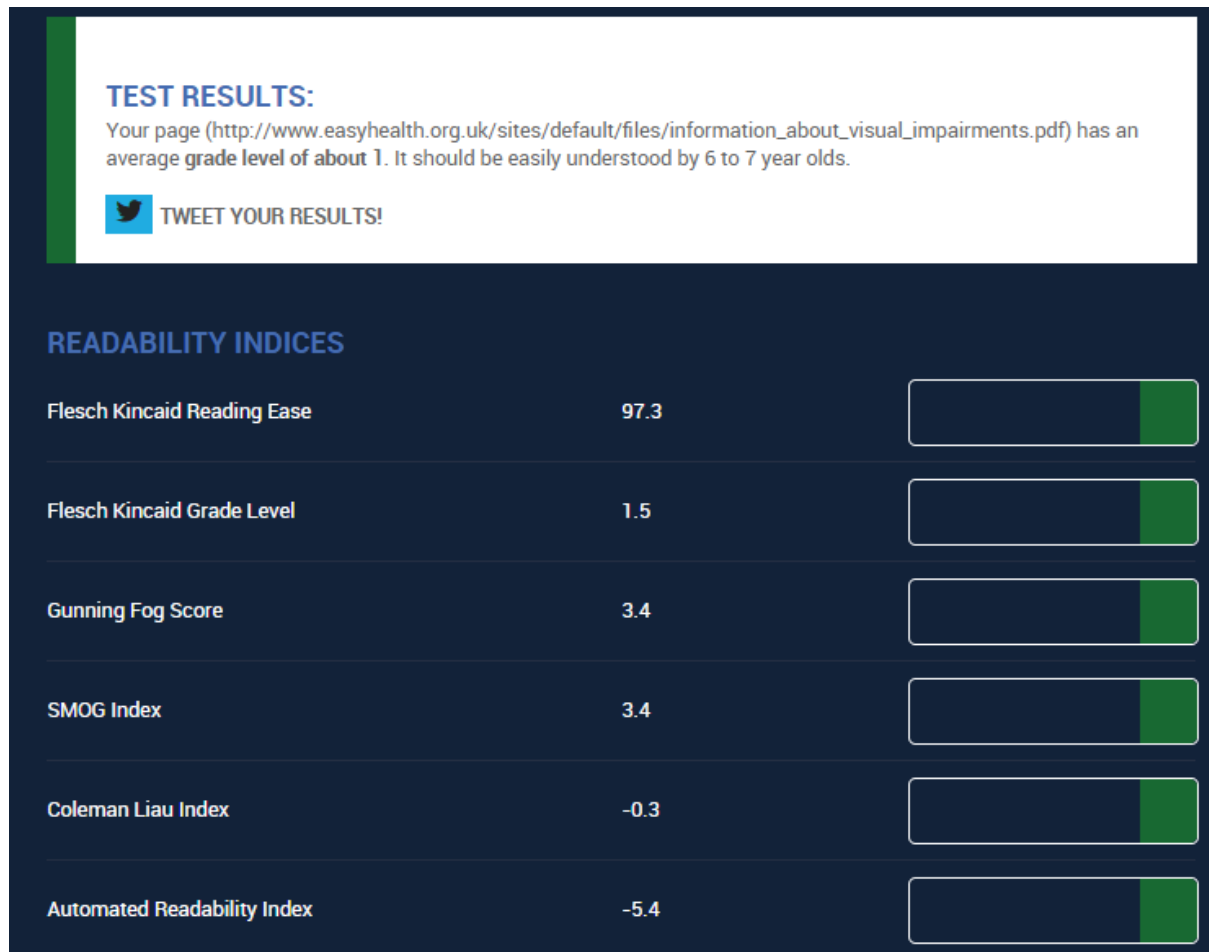 TEST RESULTS:
Your page (http://www.easyhealth.org.uk/sites/default/files/information_about_visual_impairments.pdf) has an
average grade level of about 1. It should be easily understood by 6 to 7 year olds.
TWEET YOUR RESULTS!
READABILITY INDICES
Flesch Kincaid Reading Ease 97.3
Flesch Kincaid Grade Level 1.5
Gunning Fog Score 3.4
SMOG Index 3.4
Coleman Liau Index -0.3
Automated Readability Index -5.4